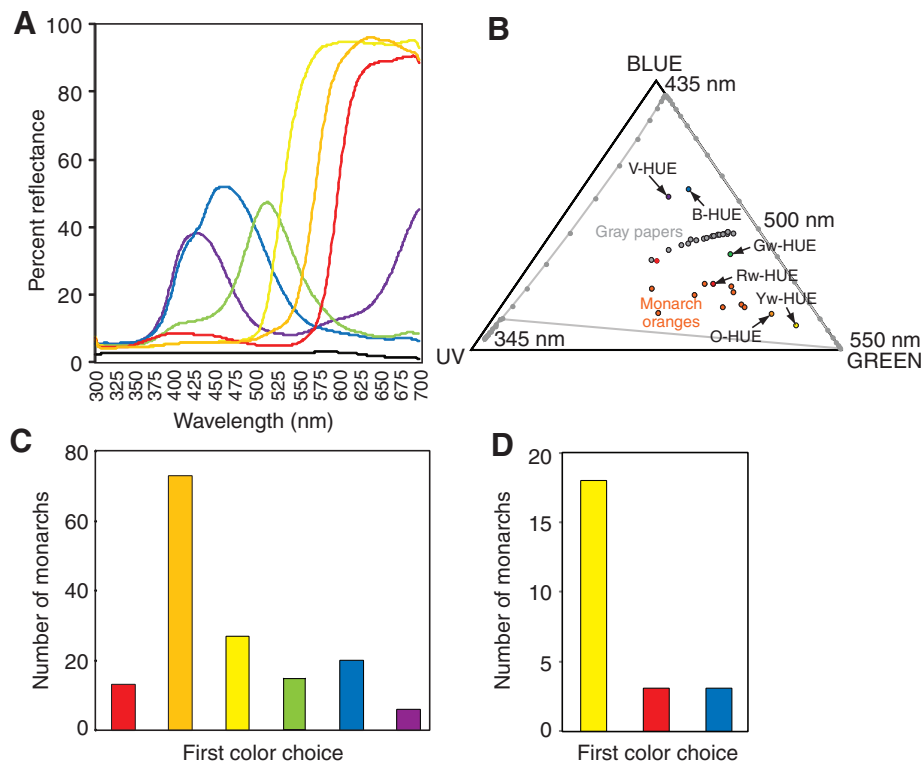 A
100
80
60
40
20
0
Percent reflectance
300 325 350 375 400 425 450 475 500 525 550 575 600 625 650 675 700
Wavelength (nm)
B
BLUE
435 nm
V-HUE
B-HUE
500 nm
Gray papers
Gw-HUE
Rw-HUE
Monarch
oranges
Yw-HUE
O-HUE
345 nm
550 nm
UV
GREEN
C
80
60
40
20
0
Number of monarchs
First color choice
D
20
15
10
5
0
Number of monarchs
First color choice